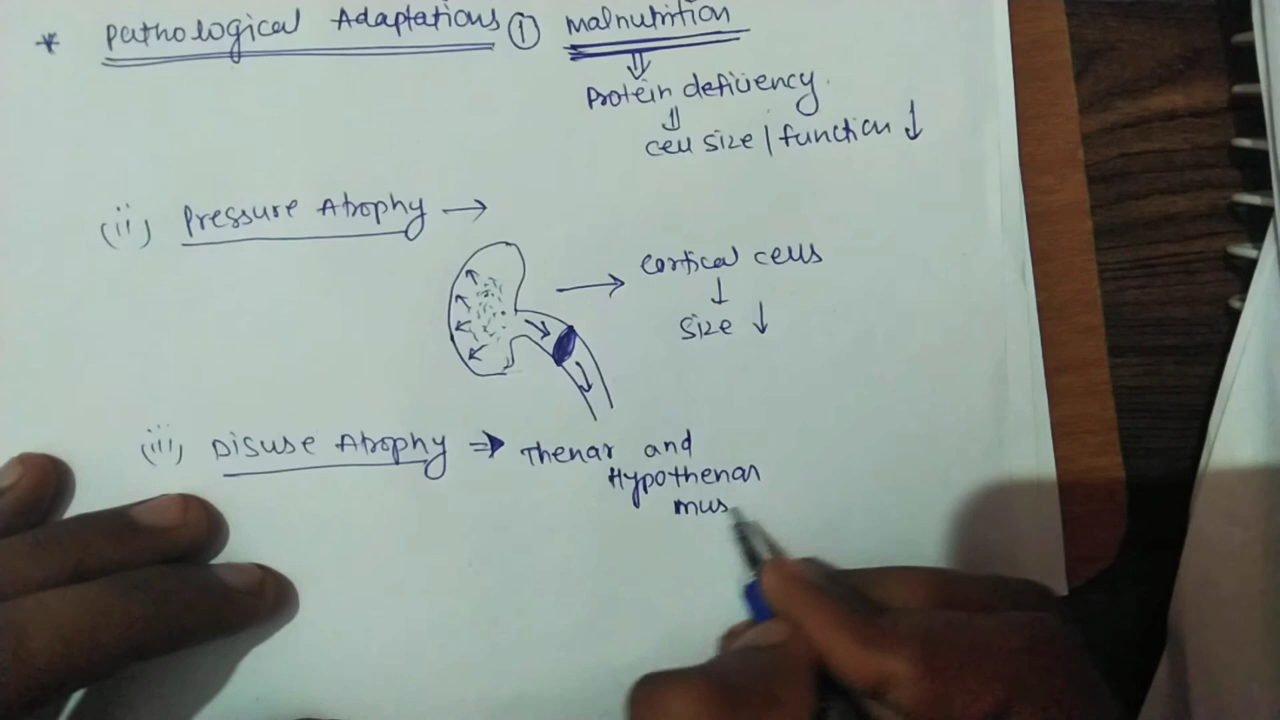 * Pathological Adaptations ① malnutrition
⇓
Protein deficiency.
⇓
Cell size / function ↓
(ii) Pressure Atrophy →
→ Cortical cells
↓
Size ↓
(iii) Disuse Atrophy ⇒ Thenar and
Hypothenar
mus